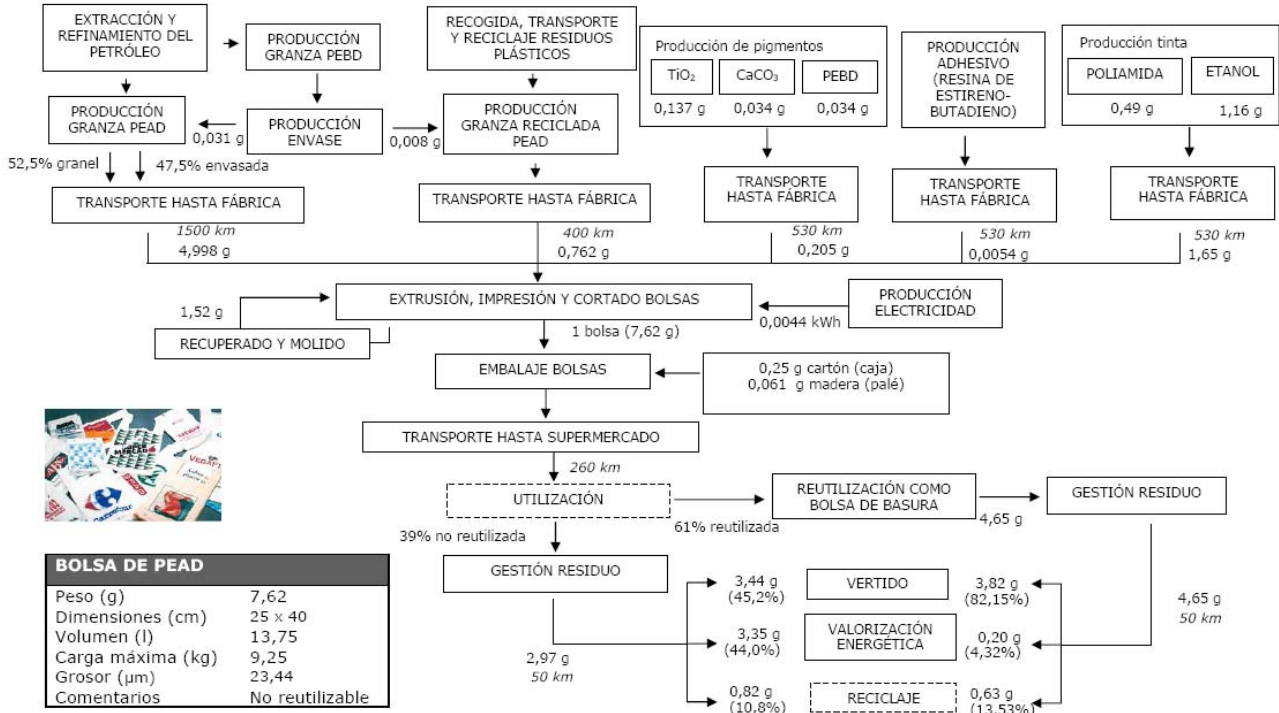 EXTRACCIÓN Y
REFINAMIENTO DEL
PETRÓLEO
PRODUCCIÓN
GRANZA PEBD
RECOGIDA, TRANSPORTE
Y RECICLAJE RESIDUOS
PLÁSTICOS
Producción de pigmentos
TiO₂
CaCO₃
PEBD
0,137 g
0,034 g
0,034 g
PRODUCCIÓN
ADHESIVO
(RESINA DE
ESTIRENO-
BUTADIENO)
Producción tinta
POLIAMIDA
ETANOL
0,49 g
1,16 g
PRODUCCIÓN
GRANZA PEAD
0,031 g
PRODUCCIÓN
ENVASE
0,008 g
PRODUCCIÓN
GRANZA RECICLADA
PEAD
52,5% granel
47,5% envasada
TRANSPORTE HASTA FÁBRICA
1500 km
4,998 g
TRANSPORTE HASTA FÁBRICA
400 km
0,762 g
TRANSPORTE
HASTA FÁBRICA
530 km
0,205 g
TRANSPORTE
HASTA FÁBRICA
530 km
0,0054 g
TRANSPORTE
HASTA FÁBRICA
530 km
1,65 g
EXTRUSIÓN, IMPRESIÓN Y CORTADO BOLSAS
1,52 g
RECUPERADO Y MOLIDO
PRODUCCIÓN
ELECTRICIDAD
0,0044 kWh
1 bolsa (7,62 g)
EMBALAJE BOLSAS
0,25 g cartón (caja)
0,061 g madera (palé)
TRANSPORTE HASTA SUPERMERCADO
260 km
UTILIZACIÓN
61% reutilizada
REUTILIZACIÓN COMO
BOLSA DE BASURA
4,65 g
GESTIÓN RESIDUO
39% no reutilizada
GESTIÓN RESIDUO
2,97 g
50 km
3,44 g
(45,2%)
VERTIDO
3,82 g
(82,15%)
3,35 g
(44,0%)
VALORIZACIÓN
ENERGÉTICA
0,20 g
(4,32%)
0,82 g
(10,8%)
RECICLAJE
0,63 g
(13,53%)
4,65 g
50 km
BOLSA DE PEAD
Peso (g) 7,62
Dimensiones (cm) 25 x 40
Volumen (l) 13,75
Carga máxima (kg) 9,25
Grosor (µm) 23,44
Comentarios No reutilizable